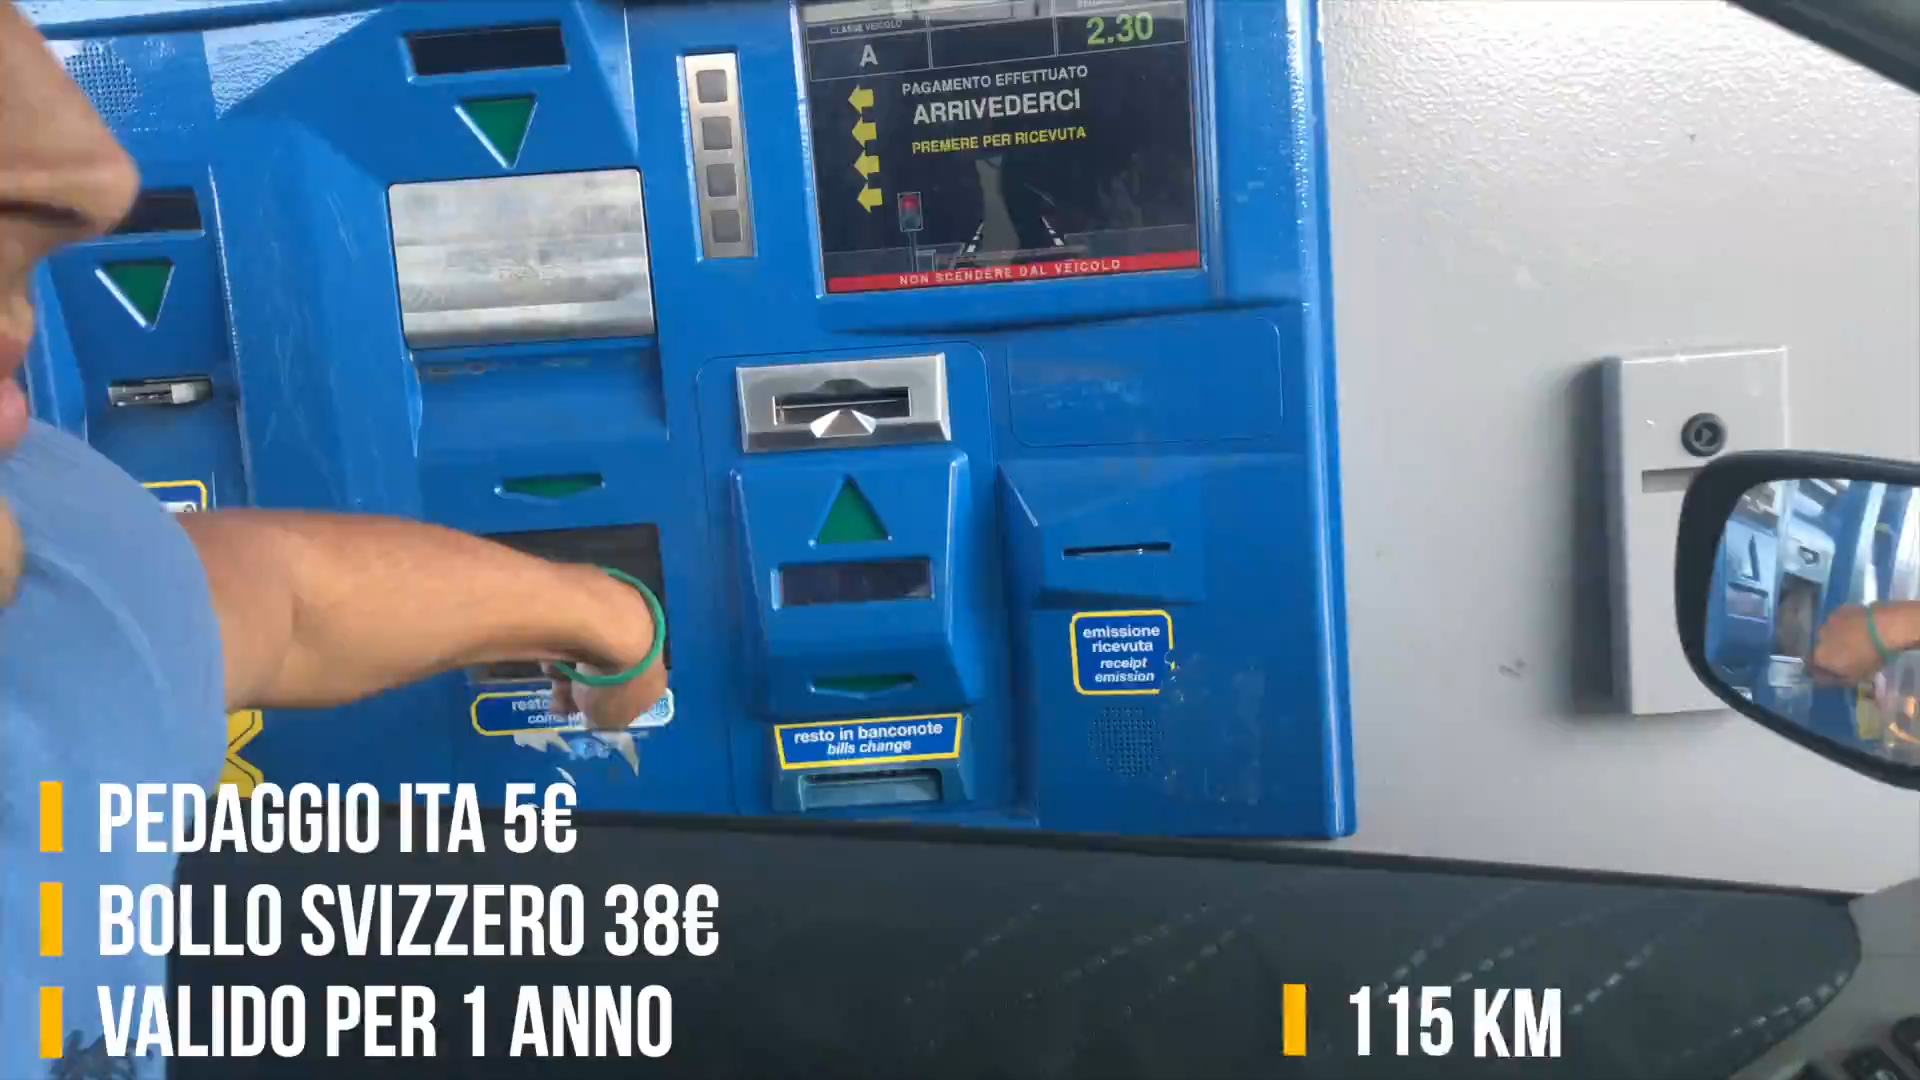 CLASSE VEICOLO
A
2.30
PAGAMENTO EFFETTUATO
ARRIVEDERCI
PREMERE PER RICEVUTA
NON SCENDERE DAL VEICOLO
emissione
ricevuta
receipt
emission
resto
resto in banconote
bills change
PEDAGGIO ITA 5€
BOLLO SVIZZERO 38€
VALIDO PER 1 ANNO
115 KM